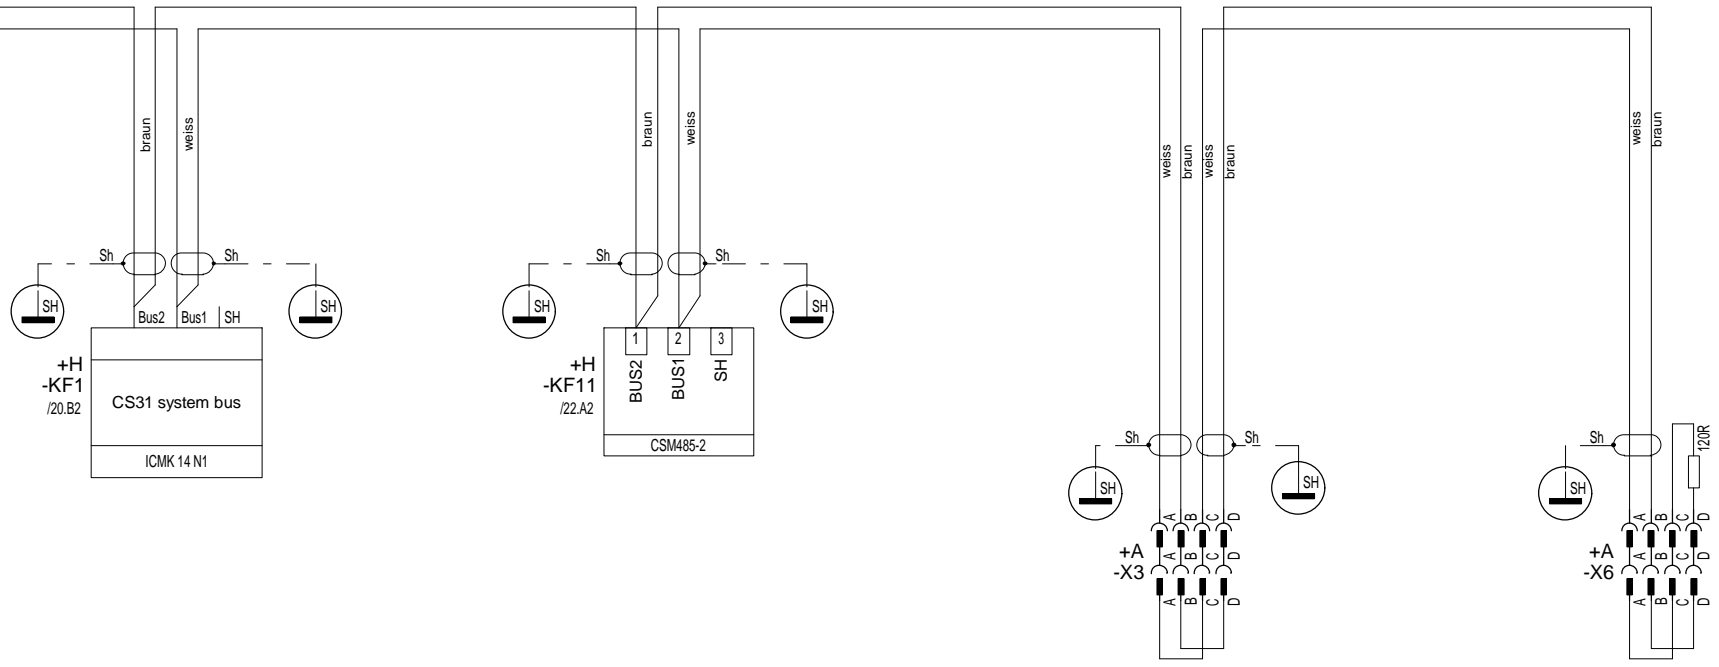 braun
weiss
braun
weiss
weiss
braun
weiss
braun
weiss
braun
Sh
Sh
Sh
Sh
SH
Bus2
Bus1
SH
SH
SH
SH
+H
-KF1
/20.B2
CS31 system bus
ICMK 14 N1
+H
-KF11
/22.A2
1
2
3
BUS2
BUS1
SH
CSM485-2
Sh
Sh
SH
SH
+A
-X3
A
B
C
D
A
B
C
D
A
B
C
D
Sh
120R
SH
+A
-X6
A
B
C
D
A
B
C
D
A
B
C
D